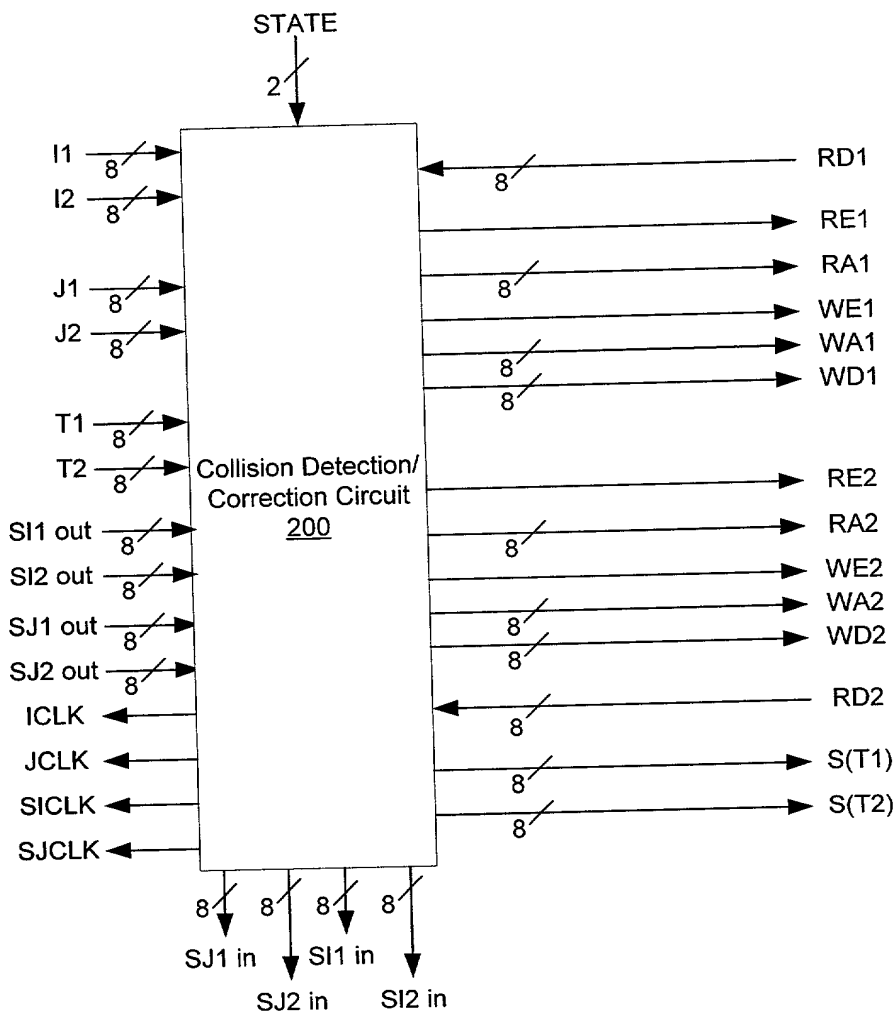 STATE
2
I1
8
I2
8
J1
8
J2
8
T1
8
T2
8
SI1 out
8
SI2 out
8
SJ1 out
8
SJ2 out
8
ICLK
JCLK
SICLK
SJCLK
Collision Detection/
Correction Circuit
200
8
RD1
RE1
8
RA1
WE1
8
WA1
8
WD1
RE2
8
RA2
WE2
8
WA2
8
WD2
8
RD2
8
S(T1)
8
S(T2)
8
8
8
8
SJ1 in
SI1 in
SJ2 in
SI2 in